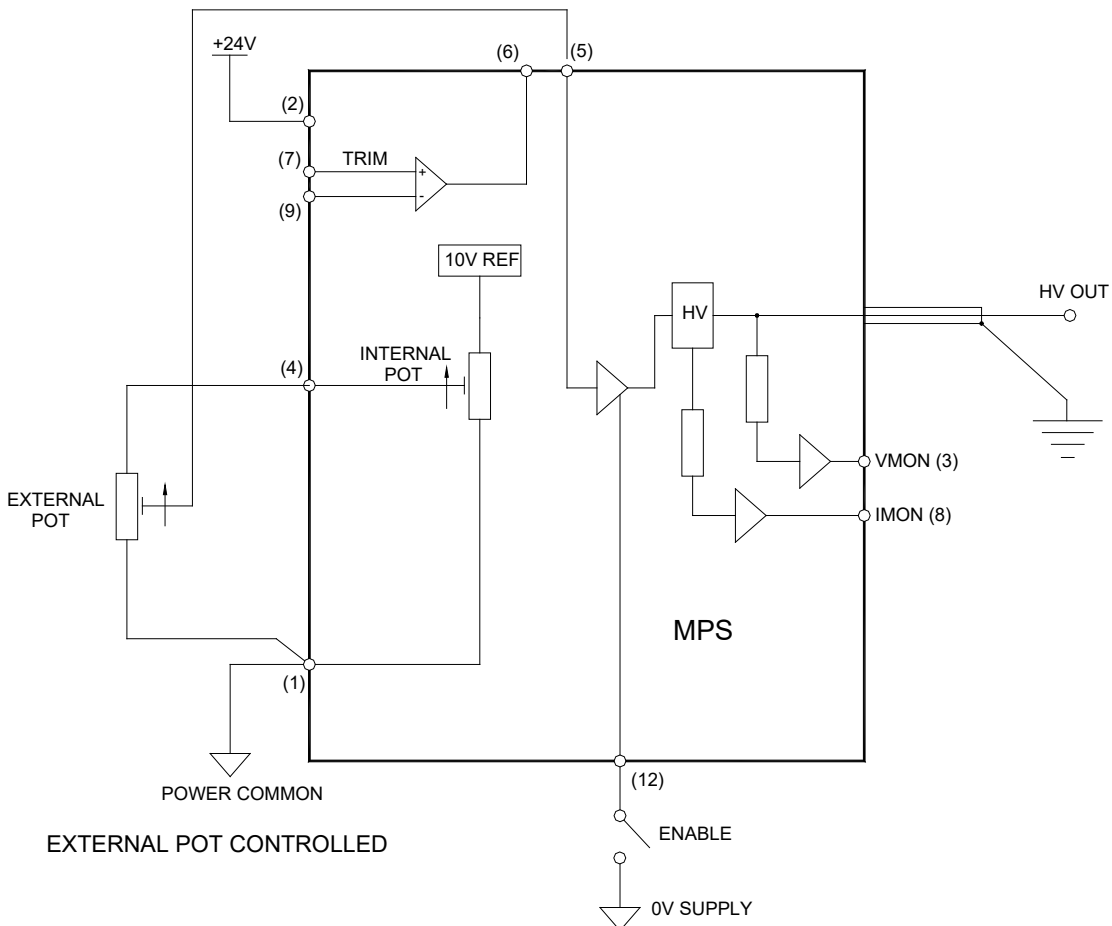 +24V
(6)
(5)
(2)
(7)
TRIM
+
-
(9)
10V REF
HV
HV OUT
INTERNAL
POT
(4)
VMON (3)
EXTERNAL
POT
IMON (8)
MPS
(1)
(12)
POWER COMMON
ENABLE
EXTERNAL POT CONTROLLED
0V SUPPLY